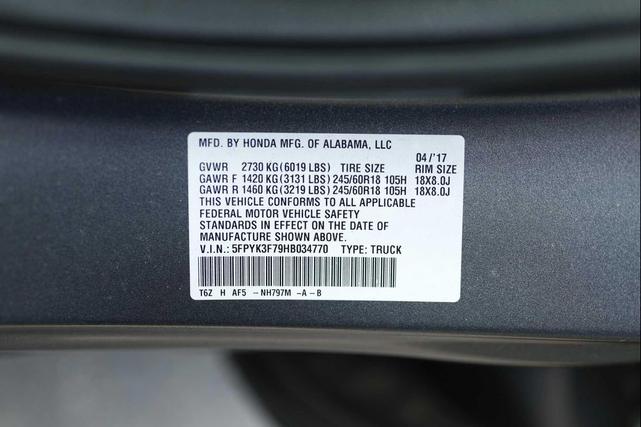 MFD. BY HONDA MFG. OF ALABAMA, LLC
04/'17
GVWR 2730 KG(6019 LBS) TIRE SIZE RIM SIZE
GAWR F 1420 KG(3131 LBS) 245/60R18 105H 18X8.0J
GAWR R 1460 KG(3219 LBS) 245/60R18 105H 18X8.0J
THIS VEHICLE CONFORMS TO ALL APPLICABLE
FEDERAL MOTOR VEHICLE SAFETY
STANDARDS IN EFFECT ON THE DATE OF
MANUFACTURE SHOWN ABOVE.
V.I.N.: 5FPYK3F79HB034770 TYPE: TRUCK
T6Z H AF5 -NH797M -A-B